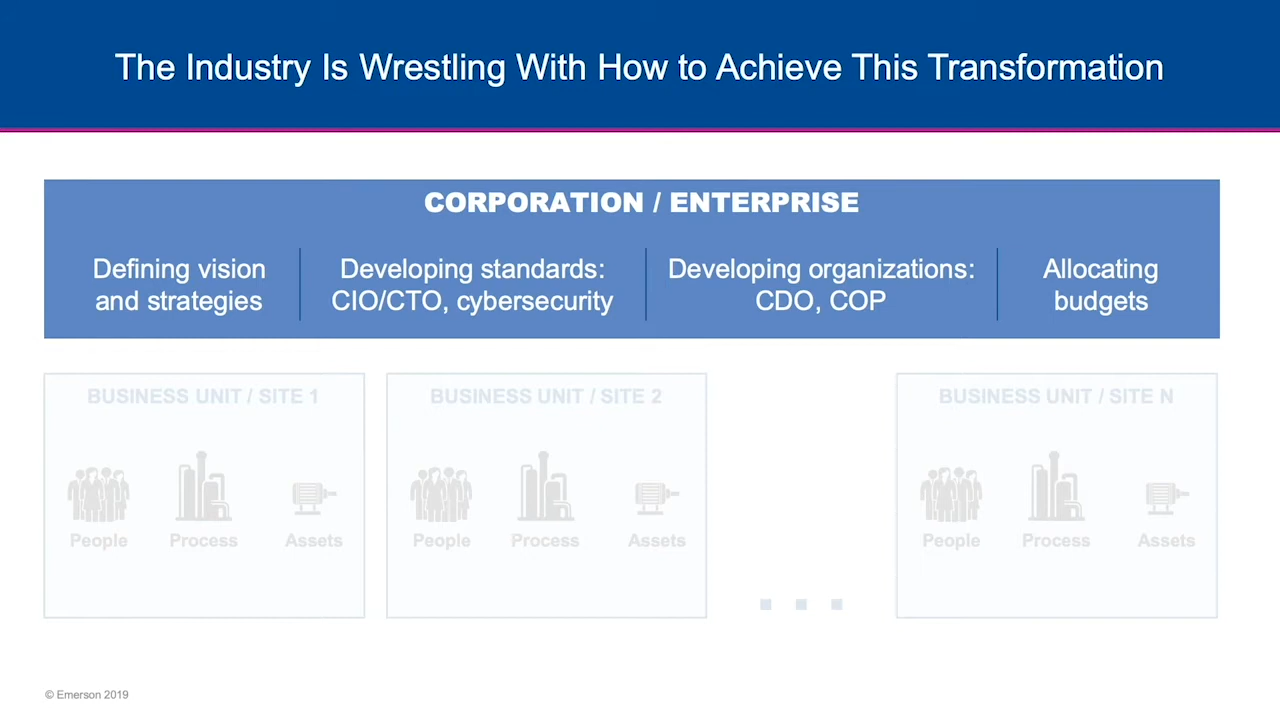 The Industry Is Wrestling With How to Achieve This Transformation
CORPORATION / ENTERPRISE
Defining vision
and strategies
Developing standards:
CIO/CTO, cybersecurity
Developing organizations:
CDO, COP
Allocating
budgets
BUSINESS UNIT / SITE 1
People
Process
Assets
BUSINESS UNIT / SITE 2
People
Process
Assets
BUSINESS UNIT / SITE N
People
Process
Assets
© Emerson 2019